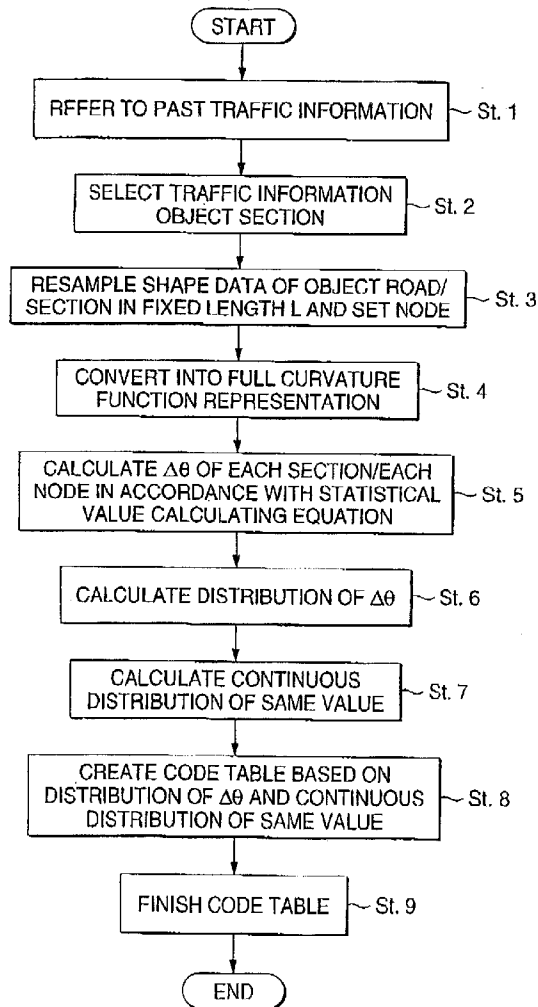 START
REFER TO PAST TRAFFIC INFORMATION
St. 1
SELECT TRAFFIC INFORMATION
OBJECT SECTION
St. 2
RESAMPLE SHAPE DATA OF OBJECT ROAD/
SECTION IN FIXED LENGTH L AND SET NODE
St. 3
CONVERT INTO FULL CURVATURE
FUNCTION REPRESENTATION
St. 4
CALCULATE Δθ OF EACH SECTION/EACH
NODE IN ACCORDANCE WITH STATISTICAL
VALUE CALCULATING EQUATION
St. 5
CALCULATE DISTRIBUTION OF Δθ
St. 6
CALCULATE CONTINUOUS
DISTRIBUTION OF SAME VALUE
St. 7
CREATE CODE TABLE BASED ON
DISTRIBUTION OF Δθ AND CONTINUOUS
DISTRIBUTION OF SAME VALUE
St. 8
FINISH CODE TABLE
St. 9
END